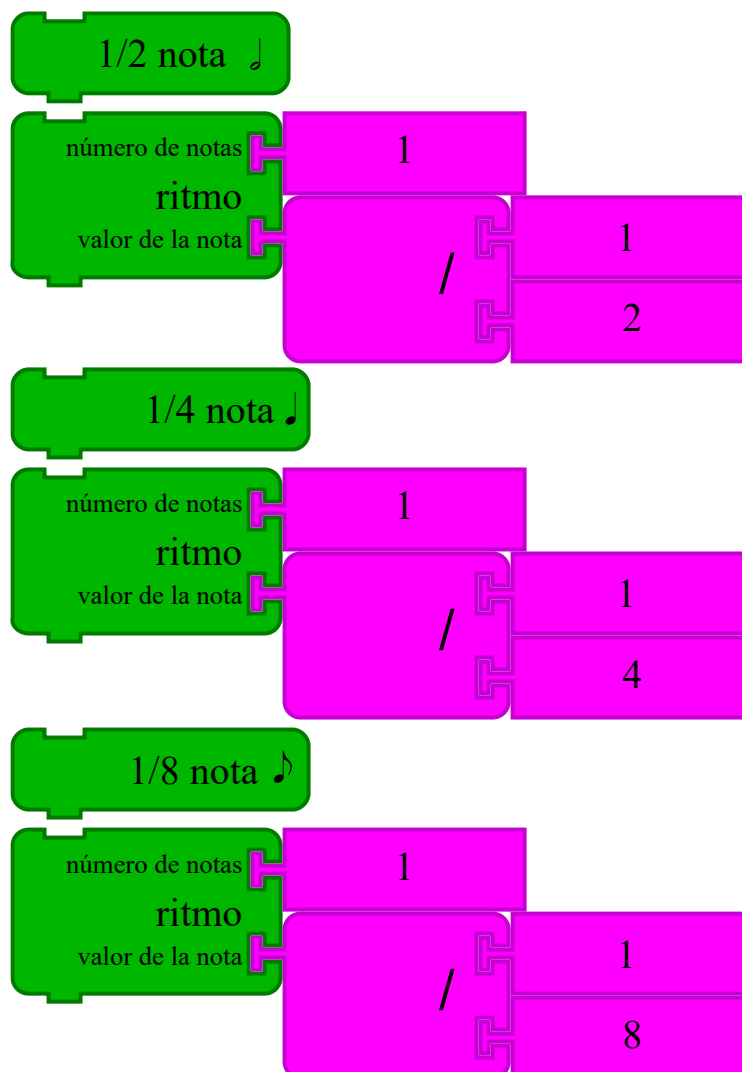 1/2 nota 𝅗𝅥
número de notas 1
ritmo
valor de la nota / 1
2
1/4 nota ♩
número de notas 1
ritmo
valor de la nota / 1
4
1/8 nota ♪
número de notas 1
ritmo
valor de la nota / 1
8